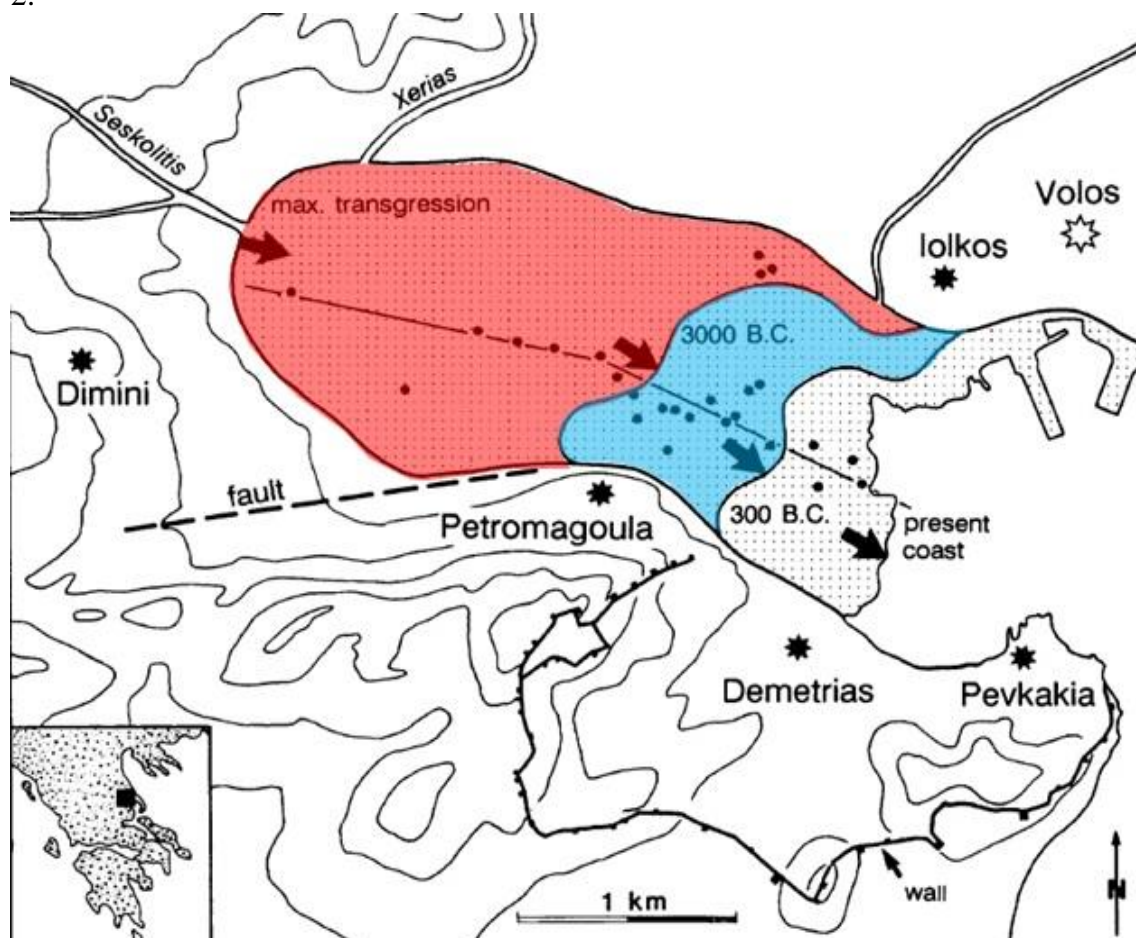 2.
Xerias
Seskolitis
max. transgression
Volos
Iolkos
3000 B.C.
Dimini
fault
Petromagoula
300 B.C.
present
coast
Demetrias
Pevkakia
1 km
wall
N